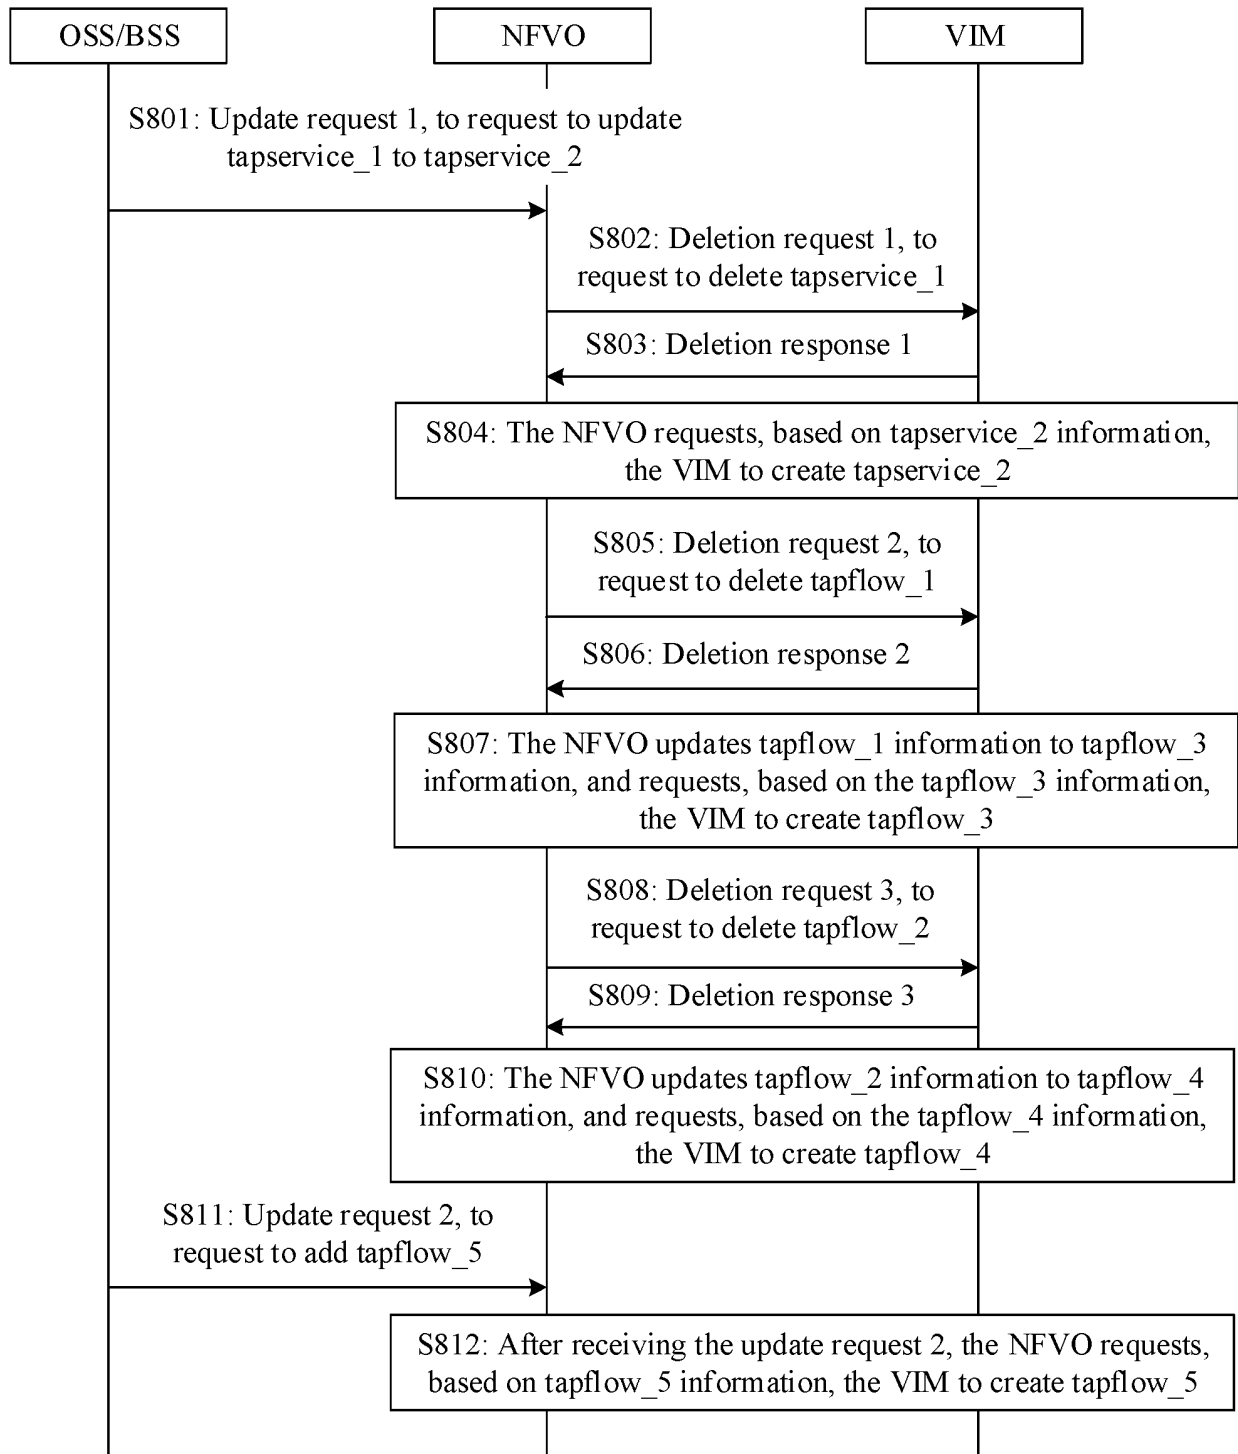 OSS/BSS
NFVO
VIM
S801: Update request 1, to request to update
tapservice_1 to tapservice_2
S802: Deletion request 1, to
request to delete tapservice_1
S803: Deletion response 1
S804: The NFVO requests, based on tapservice_2 information,
the VIM to create tapservice_2
S805: Deletion request 2, to
request to delete tapflow_1
S806: Deletion response 2
S807: The NFVO updates tapflow_1 information to tapflow_3
information, and requests, based on the tapflow_3 information,
the VIM to create tapflow_3
S808: Deletion request 3, to
request to delete tapflow_2
S809: Deletion response 3
S810: The NFVO updates tapflow_2 information to tapflow_4
information, and requests, based on the tapflow_4 information,
the VIM to create tapflow_4
S811: Update request 2, to
request to add tapflow_5
S812: After receiving the update request 2, the NFVO requests,
based on tapflow_5 information, the VIM to create tapflow_5